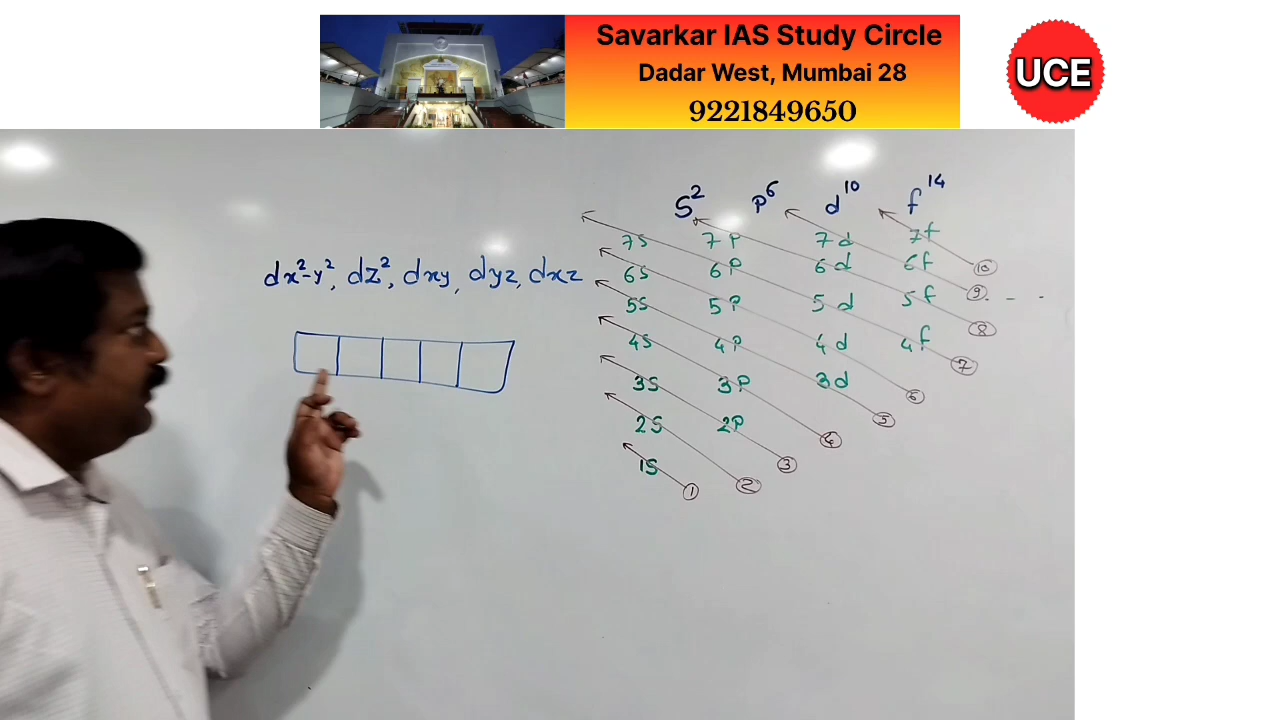 Savarkar IAS Study Circle
Dadar West, Mumbai 28
9221849650
UCE
dx²-y², dz², dxy, dyz, dxz
S² P⁶ d¹⁰ f¹⁴
7S 7P 7d 7f
6S 6P 6d 6f
5S 5P 5d 5f
4S 4P 4d 4f
3S 3P 3d
2S 2P
1S
① ② ③ ④ ⑤ ⑥ ⑦ ⑧ ⑨ ⑩